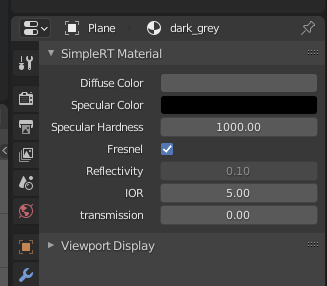 Plane dark_grey
SimpleRT Material
Diffuse Color
Specular Color
Specular Hardness 1000.00
Fresnel
Reflectivity 0.10
IOR 5.00
transmission 0.00
Viewport Display